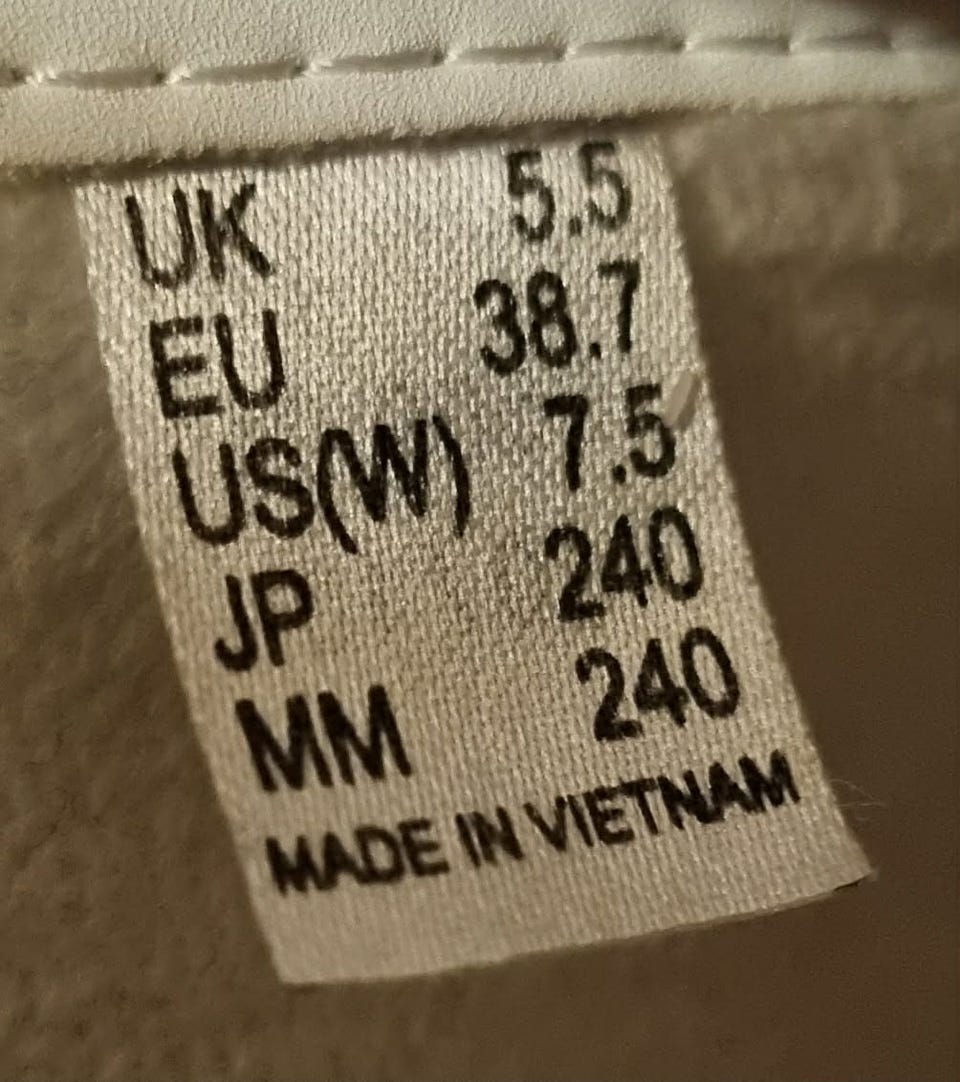 UK 5.5
EU 38.7
US(W) 7.5
JP 240
MM 240
MADE IN VIETNAM